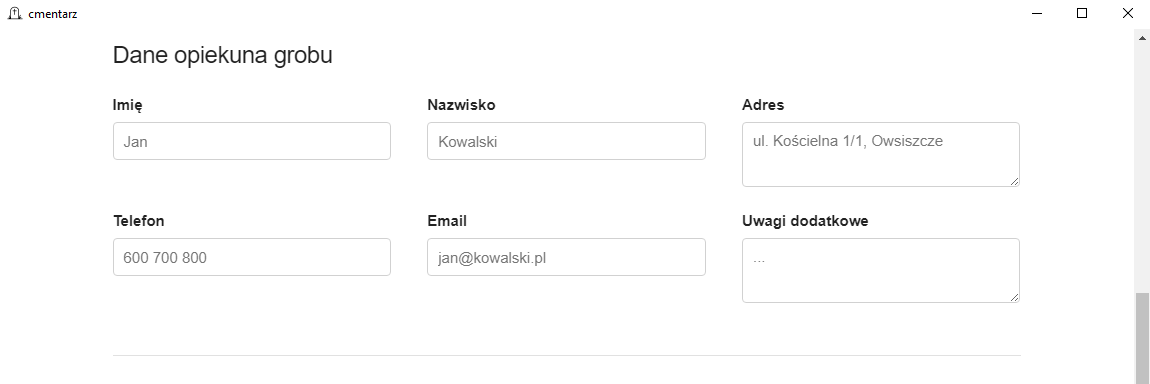 cmentarz
Dane opiekuna grobu
Imię Nazwisko Adres
Jan Kowalski ul. Kościelna 1/1, Owsiszcze
Telefon Email Uwagi dodatkowe
600 700 800 jan@kowalski.pl ...